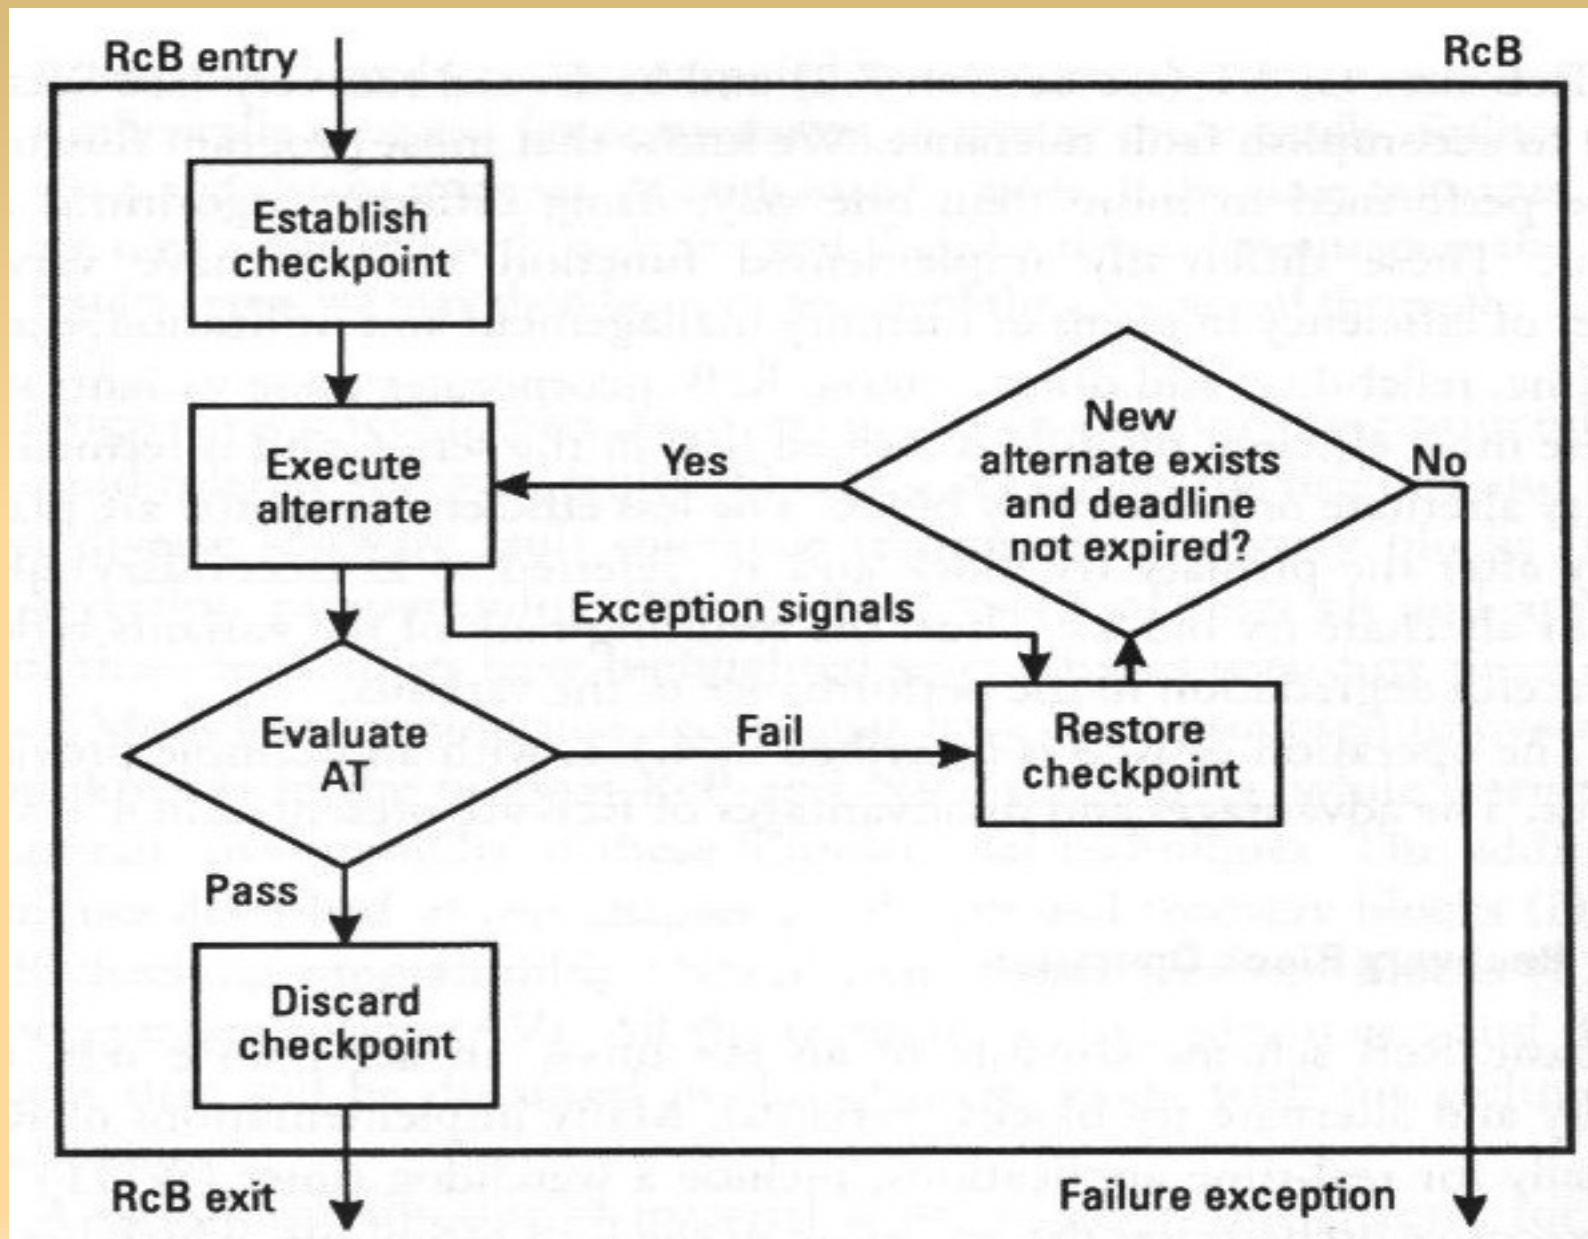 RcB entry
RcB
Establish
checkpoint
Execute
alternate
Yes
New
alternate exists
and deadline
not expired?
No
Exception signals
Evaluate
AT
Fail
Restore
checkpoint
Pass
Discard
checkpoint
RcB exit
Failure exception